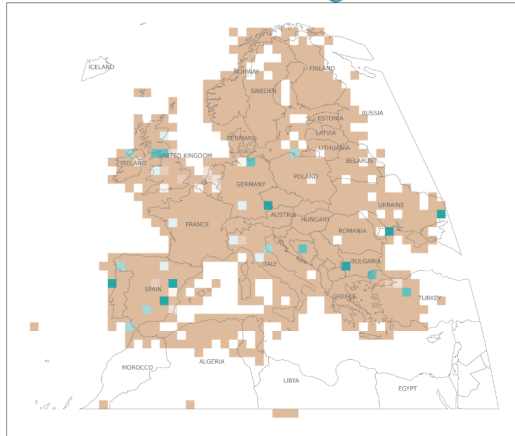 ICELAND
NORWAY
FINLAND
SWEDEN
RUSSIA
ESTONIA
LATVIA
DENMARK
LITHUANIA
IRELAND
UNITED KINGDOM
BELARUS
POLAND
GERMANY
UKRAINE
AUSTRIA
HUNGARY
FRANCE
ROMANIA
ITALY
BULGARIA
SPAIN
GREECE
TURKEY
ALGERIA
MOROCCO
LIBYA
EGYPT